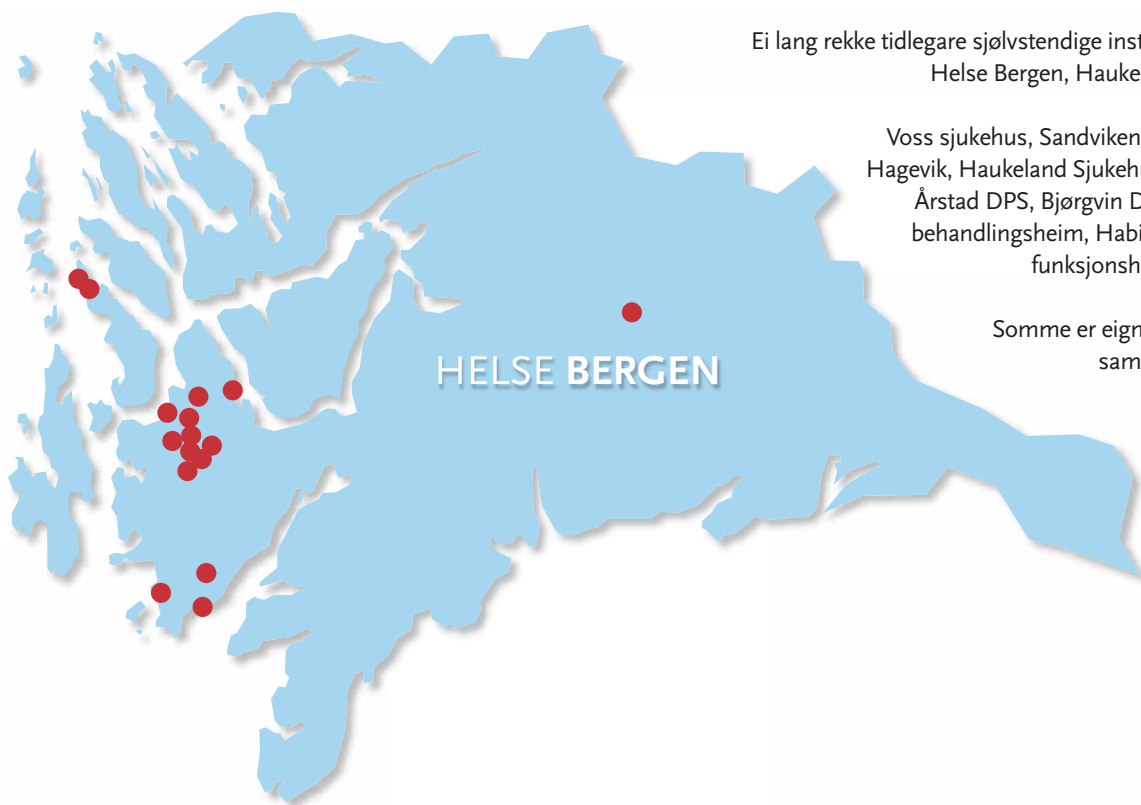 Ei lang rekke tidlegare sjølvstendige inst
Helse Bergen, Hauke
Voss sjukehus, Sandviken
Hagevik, Haukeland Sjukeh
Årstad DPS, Bjørgvin D
behandlingsheim, Habi
funksjonsh
Somme er eign
sam
HELSE BERGEN